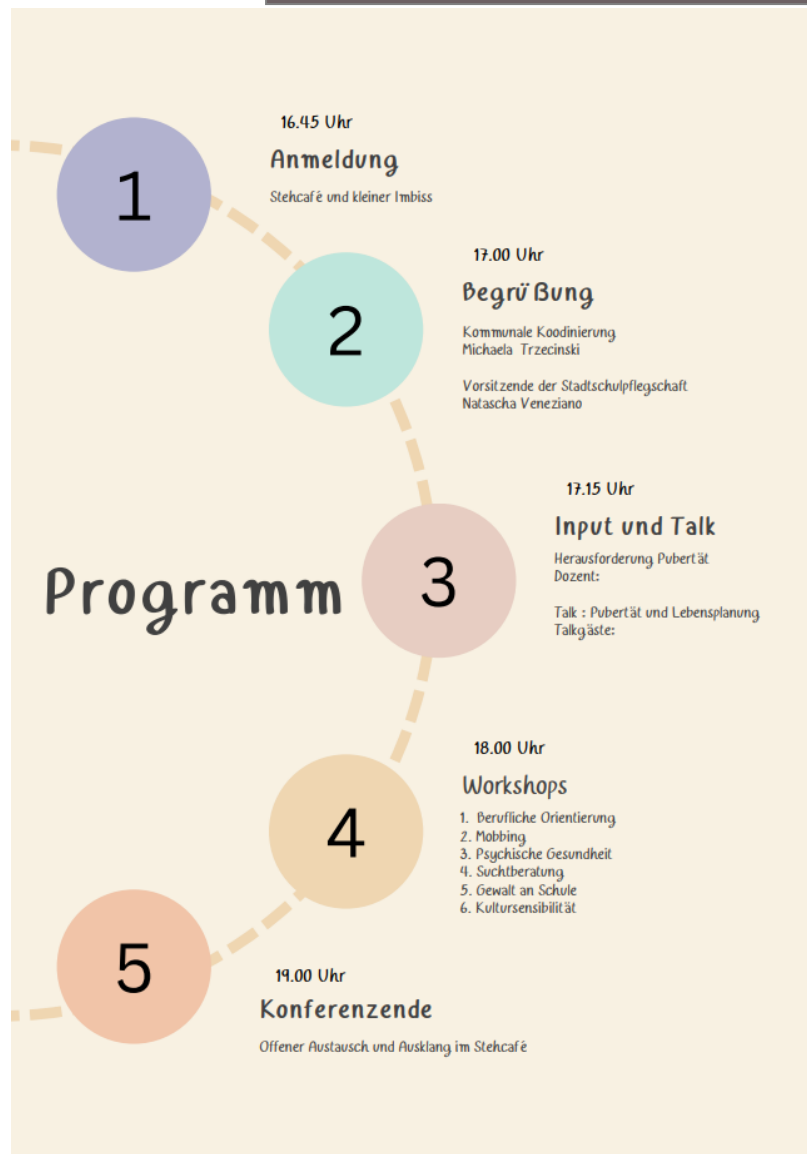 16.45 Uhr
Anmeldung
Stehcafé und kleiner Imbiss
1
17.00 Uhr
Begrüßung
Kommunale Koodinierung
Michaela Trzecinski
Vorsitzende der Stadtschulpflegschaft
Natascha Veneziano
2
17.15 Uhr
Input und Talk
Herausforderung Pubertät
Dozent:
Talk : Pubertät und Lebensplanung
Talkgäste:
3
Programm
18.00 Uhr
Workshops
1. Berufliche Orientierung
2. Mobbing
3. Psychische Gesundheit
4. Suchtberatung
5. Gewalt an Schule
6. Kultursensibilität
4
19.00 Uhr
Konferenzende
Offener Austausch und Ausklang im Stehcafé
5